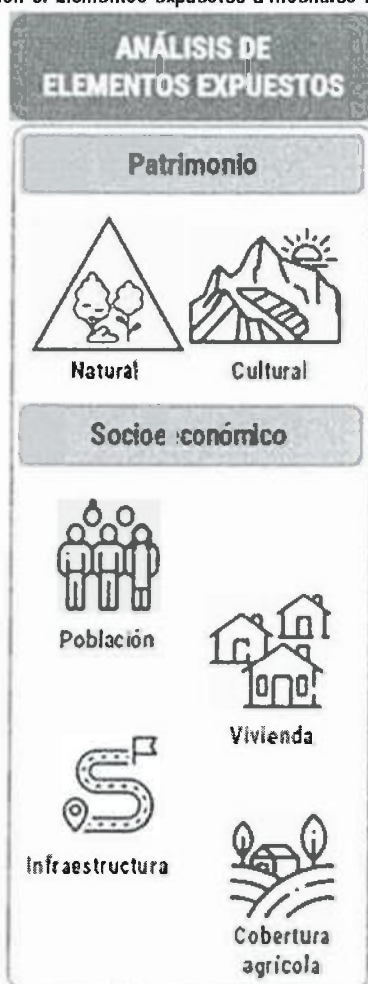 ANÁLISIS DE
ELEMENTOS EXPUESTOS
Patrimonio
Natural
Cultural
Socioeconómico
Población
Vivienda
Infraestructura
Cobertura
agrícola